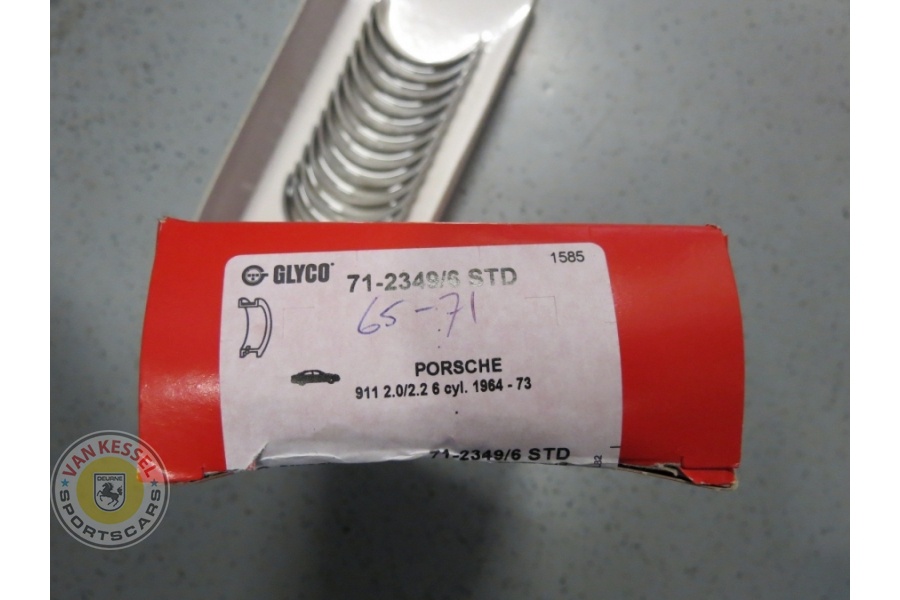 GLYCO
71-2349/6 STD
1585
65-71
PORSCHE
911 2.0/2.2 6 cyl. 1964 - 73
71-2349/6 STD
VAN KESSEL
DEURNE
SPORTSCARS